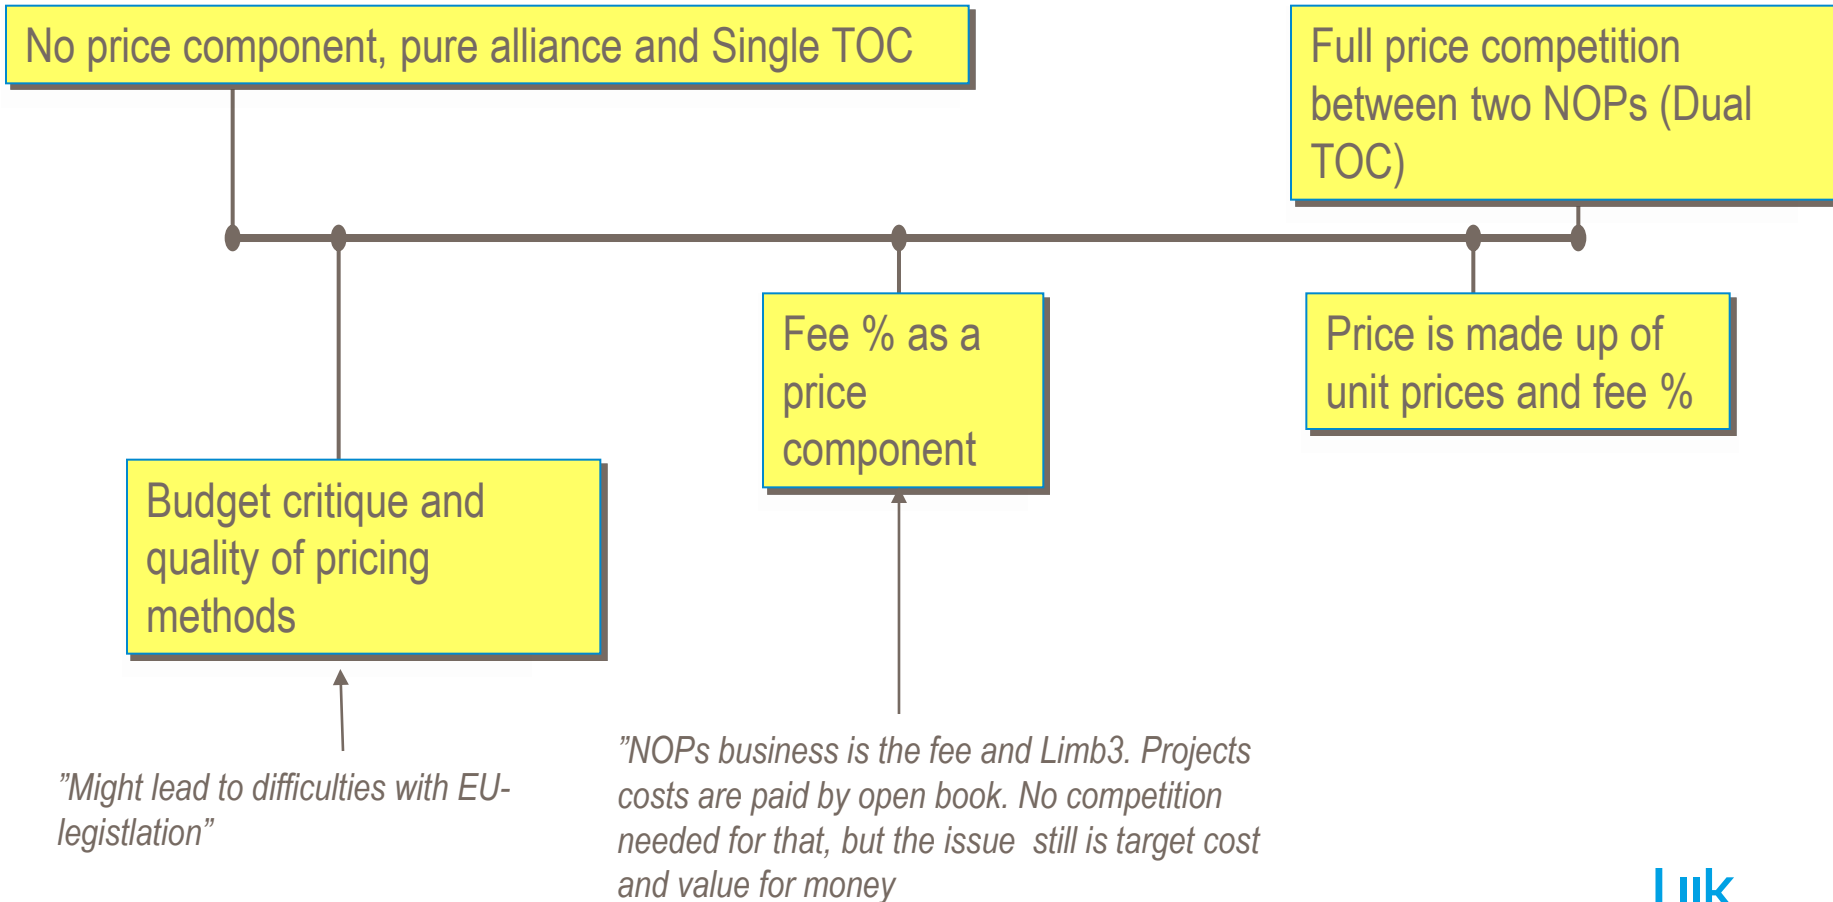 No price component, pure alliance and Single TOC
Full price competition
between two NOPs (Dual
TOC)
Fee % as a
price
component
Price is made up of
unit prices and fee %
Budget critique and
quality of pricing
methods
”Might lead to difficulties with EU-
legistlation”
”NOPs business is the fee and Limb3. Projects
costs are paid by open book. No competition
needed for that, but the issue still is target cost
and value for money